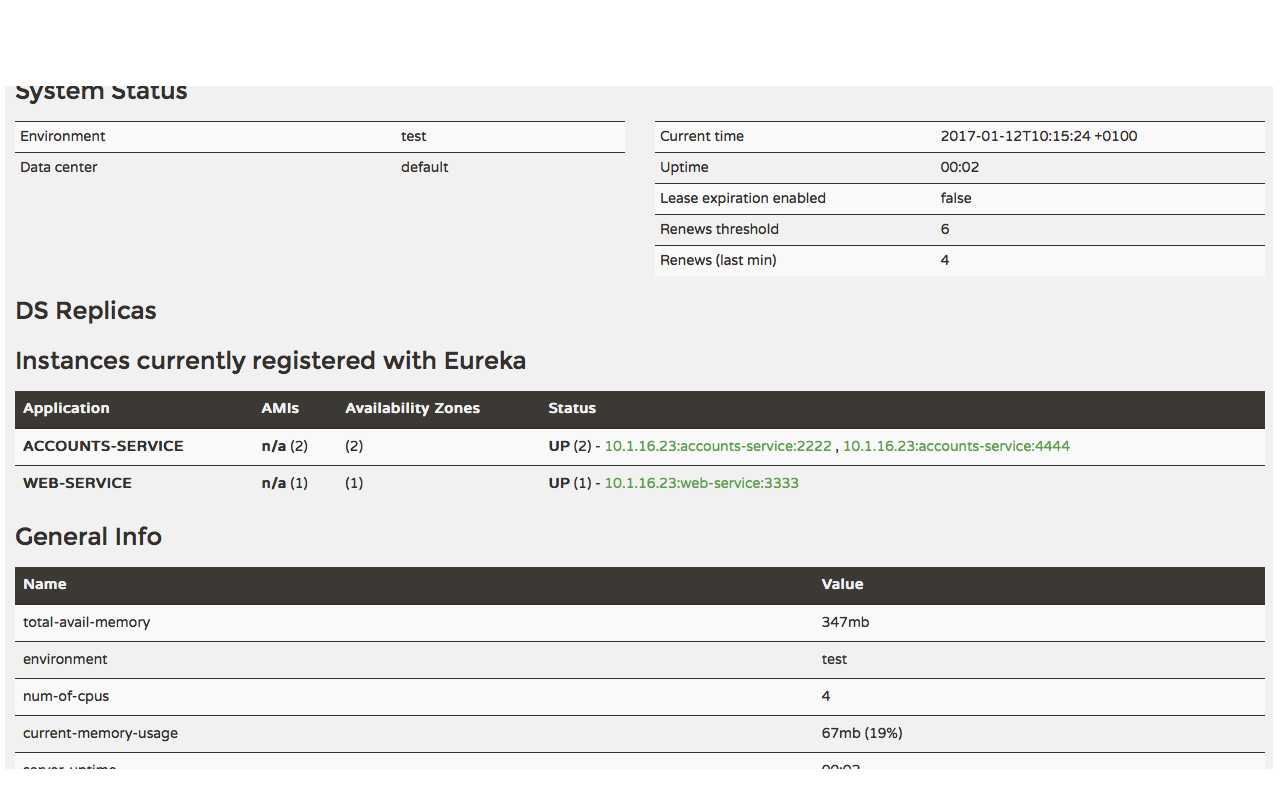 System Status
Environment test
Data center default
Current time 2017-01-12T10:15:24 +0100
Uptime 00:02
Lease expiration enabled false
Renews threshold 6
Renews (last min) 4
DS Replicas
Instances currently registered with Eureka
Application AMIs Availability Zones Status
ACCOUNTS-SERVICE n/a (2) (2) UP (2) - 10.1.16.23:accounts-service:2222 , 10.1.16.23:accounts-service:4444
WEB-SERVICE n/a (1) (1) UP (1) - 10.1.16.23:web-service:3333
General Info
Name Value
total-avail-memory 347mb
environment test
num-of-cpus 4
current-memory-usage 67mb (19%)
server-uptime 00:02